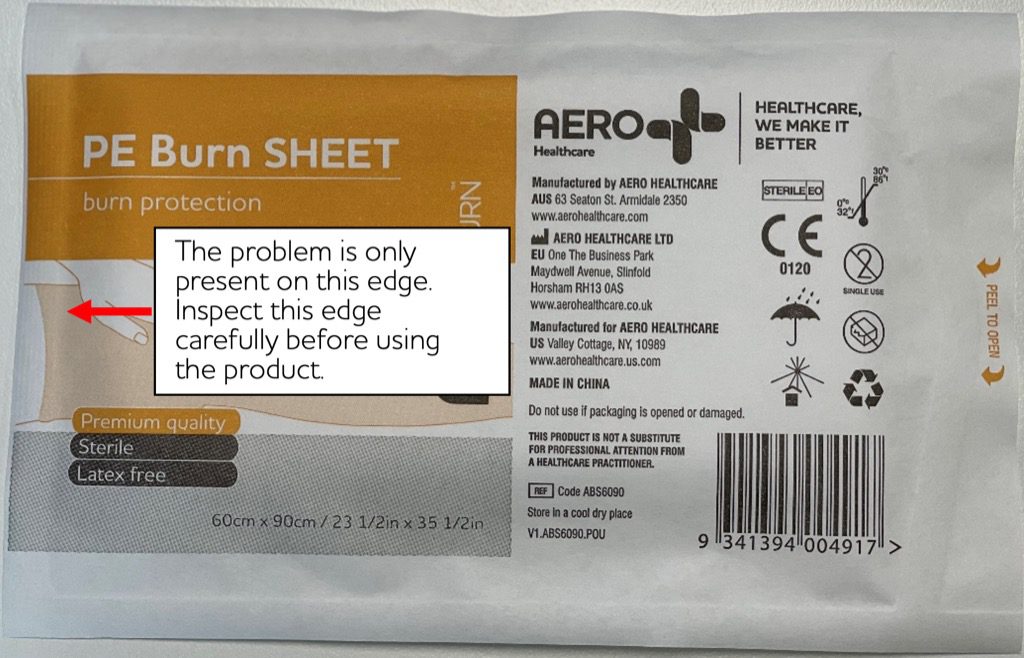 PE Burn SHEET
burn protection
URN™
The problem is only
present on this edge.
Inspect this edge
carefully before using
the product.
Premium quality
Sterile
Latex free
60cm x 90cm / 23 1/2in x 35 1/2in
AERO
Healthcare
HEALTHCARE,
WE MAKE IT
BETTER
Manufactured by AERO HEALTHCARE
AUS 63 Seaton St. Armidale 2350
www.aerohealthcare.com
AERO HEALTHCARE LTD
EU One The Business Park
Maydwell Avenue, Slinfold
Horsham RH13 0AS
www.aerohealthcare.co.uk
Manufactured for AERO HEALTHCARE
US Valley Cottage, NY, 10989
www.aerohealthcare.us.com
MADE IN CHINA
Do not use if packaging is opened or damaged.
THIS PRODUCT IS NOT A SUBSTITUTE
FOR PROFESSIONAL ATTENTION FROM
A HEALTHCARE PRACTITIONER.
REF Code ABS6090
Store in a cool dry place
V1.ABS6090.POU
STERILE EO
30°c
86°f
0°c
32°f
CE
0120
2
SINGLE USE
9 341394 004917 >
PEEL TO OPEN